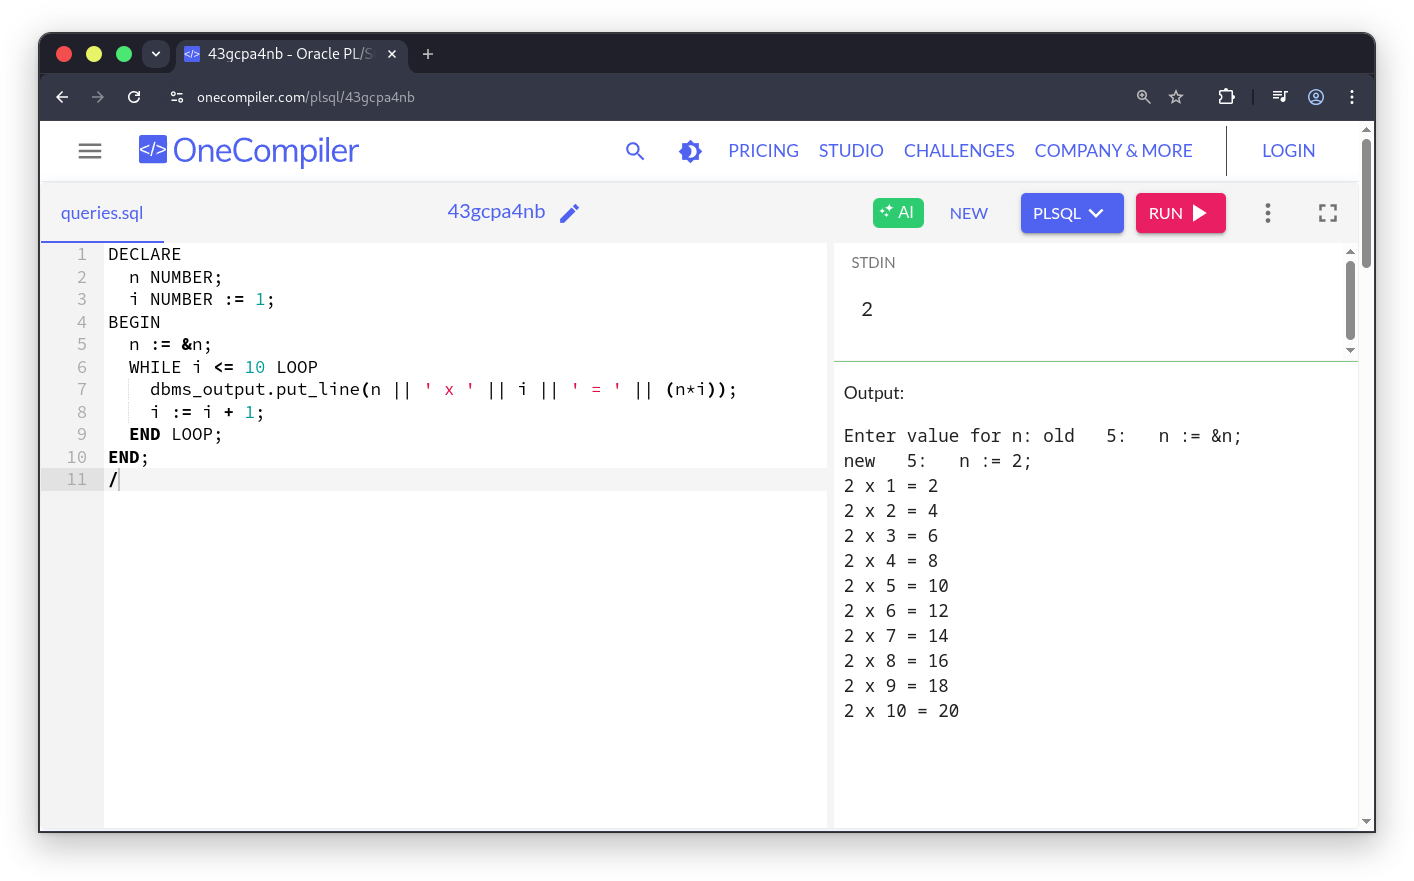 43gcpa4nb - Oracle PL/S
onecompiler.com/plsql/43gcpa4nb
</> OneCompiler
PRICING STUDIO CHALLENGES COMPANY & MORE LOGIN
queries.sql
43gcpa4nb
AI NEW PLSQL RUN
1 DECLARE
2   n NUMBER;
3   i NUMBER := 1;
4 BEGIN
5   n := &n;
6   WHILE i <= 10 LOOP
7     dbms_output.put_line(n || ' x ' || i || ' = ' || (n*i));
8     i := i + 1;
9   END LOOP;
10 END;
11 /
STDIN
2
Output:
Enter value for n: old   5:   n := &n;
new   5:   n := 2;
2 x 1 = 2
2 x 2 = 4
2 x 3 = 6
2 x 4 = 8
2 x 5 = 10
2 x 6 = 12
2 x 7 = 14
2 x 8 = 16
2 x 9 = 18
2 x 10 = 20